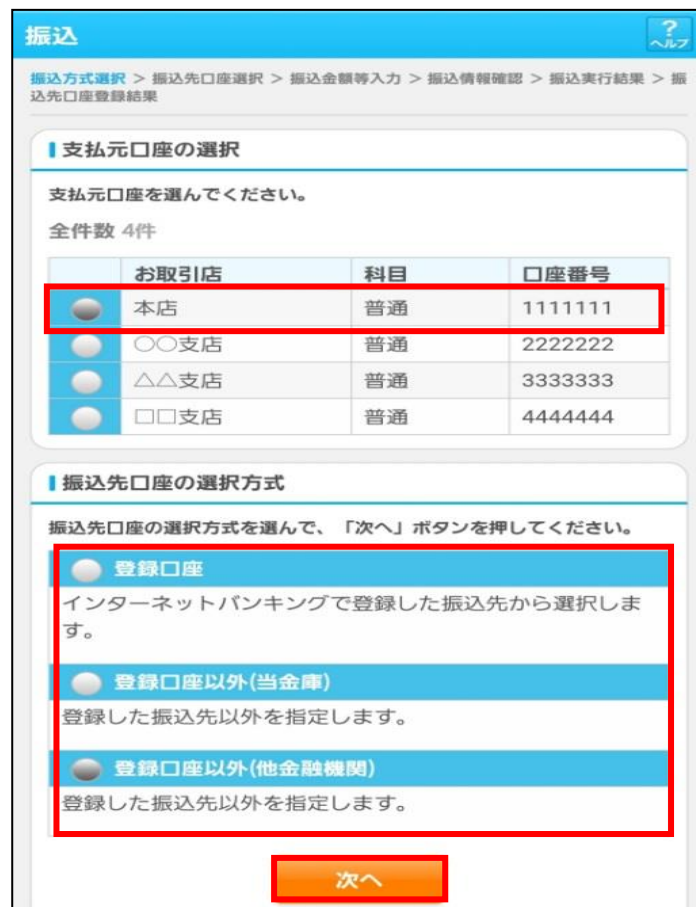 振込
?
ヘルプ
振込方式選択 > 振込先口座選択 > 振込金額等入力 > 振込情報確認 > 振込実行結果 > 振
込先口座登録結果
支払元口座の選択
支払元口座を選んでください。
全件数 4件
お取引店 科目 口座番号
本店 普通 1111111
○○支店 普通 2222222
△△支店 普通 3333333
□□支店 普通 4444444
振込先口座の選択方式
振込先口座の選択方式を選んで、「次へ」ボタンを押してください。
登録口座
インターネットバンキングで登録した振込先から選択しま
す。
登録口座以外(当金庫)
登録した振込先以外を指定します。
登録口座以外(他金融機関)
登録した振込先以外を指定します。
次へ